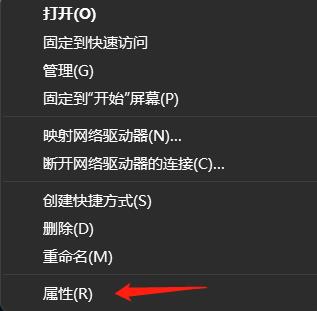 打开(O)
固定到快速访问
管理(G)
固定到“开始”屏幕(P)
映射网络驱动器(N)...
断开网络驱动器的连接(C)...
创建快捷方式(S)
删除(D)
重命名(M)
属性(R)